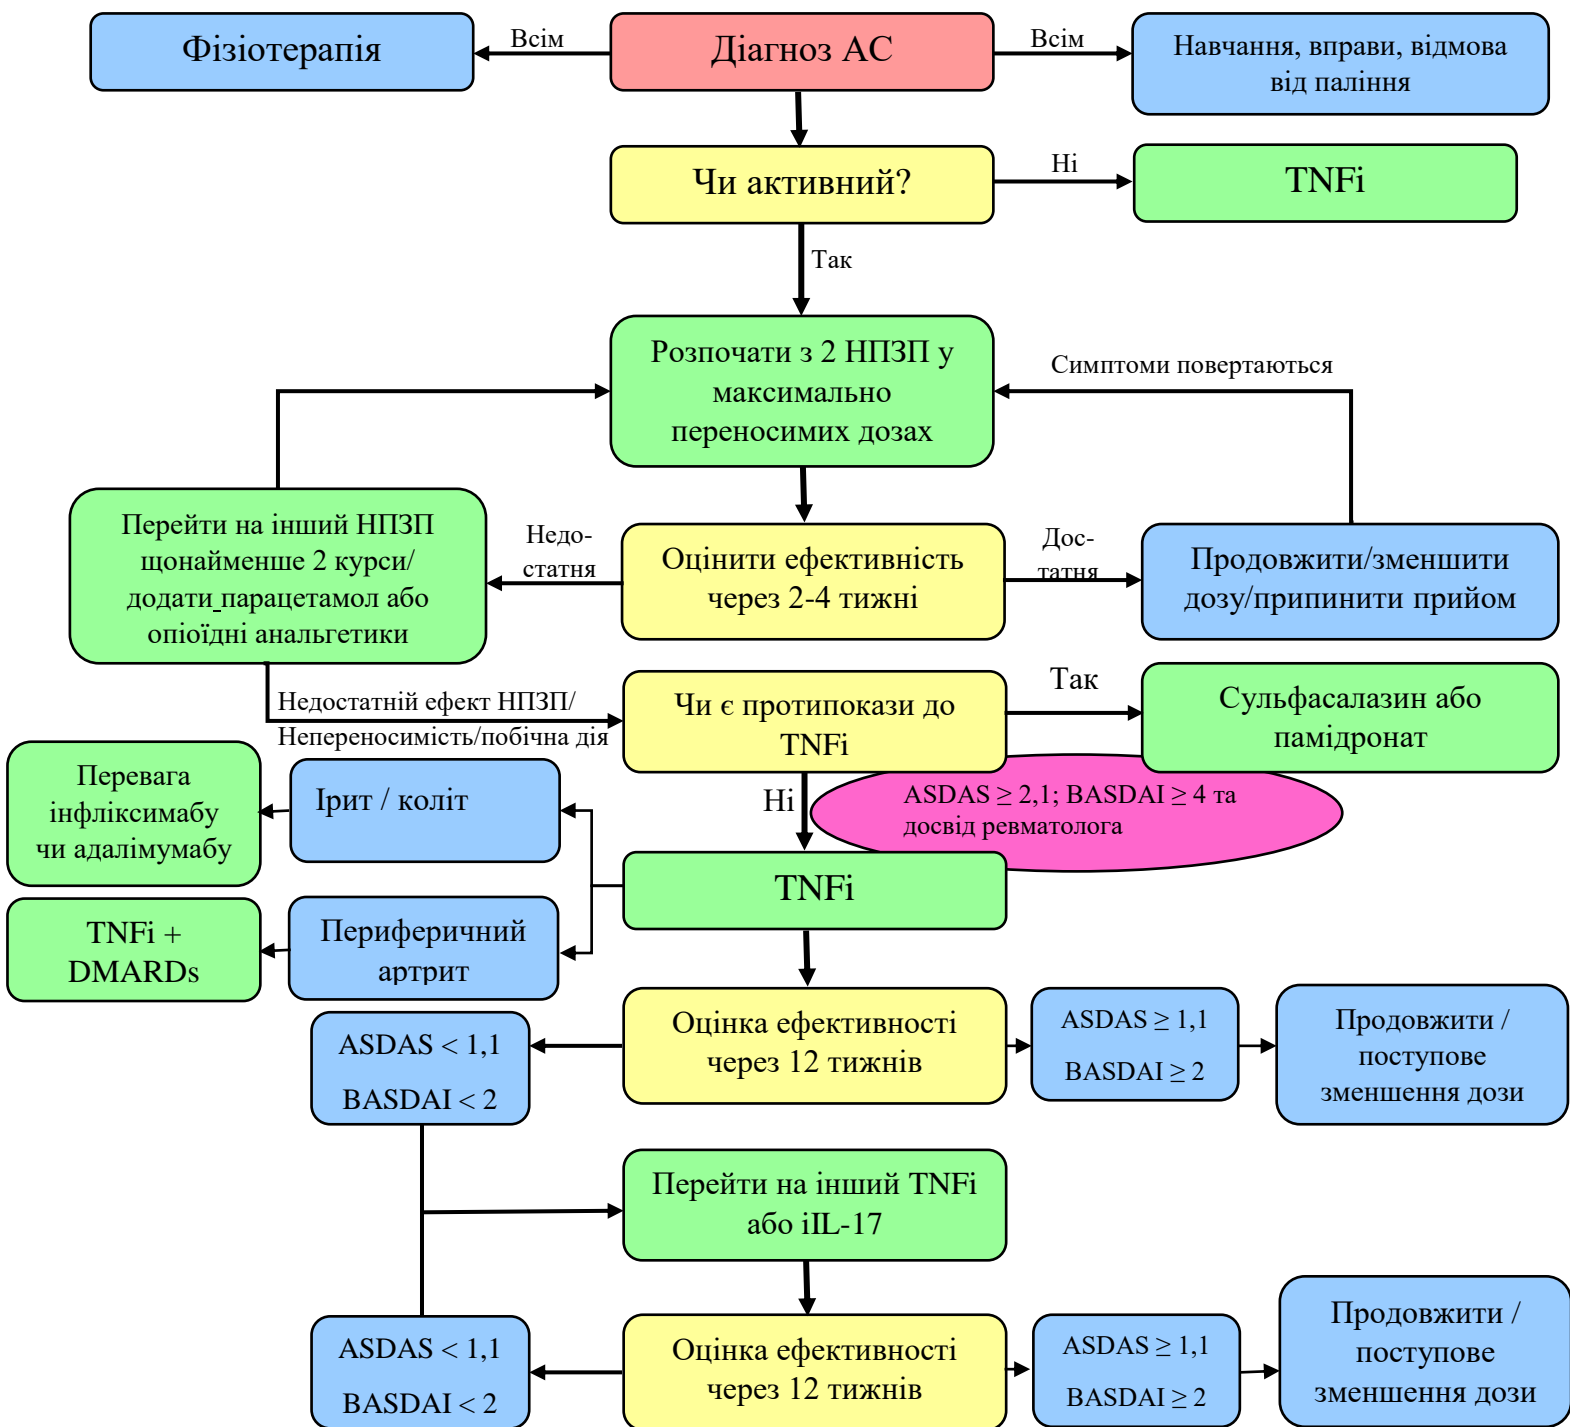 Фізіотерапія
Всім
Діагноз АС
Всім
Навчання, вправи, відмова
від паління
Чи активний?
Ні
TNFi
Так
Розпочати з 2 НПЗП у
максимально
переносимих дозах
Симптоми повертаються
Перейти на інший НПЗП
щонайменше 2 курси/
додати парацетамол або
опіоїдні анальгетики
Недо-
статня
Оцінити ефективність
через 2-4 тижні
Дос-
татня
Продовжити/зменшити
дозу/припинити прийом
Недостатній ефект НПЗП/
Непереносимість/побічна дія
Чи є протипокази до
TNFi
Так
Сульфасалазин або
памідронат
Перевага
інфліксимабу
чи адалімумабу
Ірит / коліт
Ні
ASDAS ≥ 2,1; BASDAI ≥ 4 та
досвід ревматолога
TNFi
TNFi +
DMARDs
Периферичний
артрит
ASDAS < 1,1
BASDAI < 2
Оцінка ефективності
через 12 тижнів
ASDAS ≥ 1,1
BASDAI ≥ 2
Продовжити /
поступове
зменшення дози
Перейти на інший TNFi
або iIL-17
ASDAS < 1,1
BASDAI < 2
Оцінка ефективності
через 12 тижнів
ASDAS ≥ 1,1
BASDAI ≥ 2
Продовжити /
поступове
зменшення дози